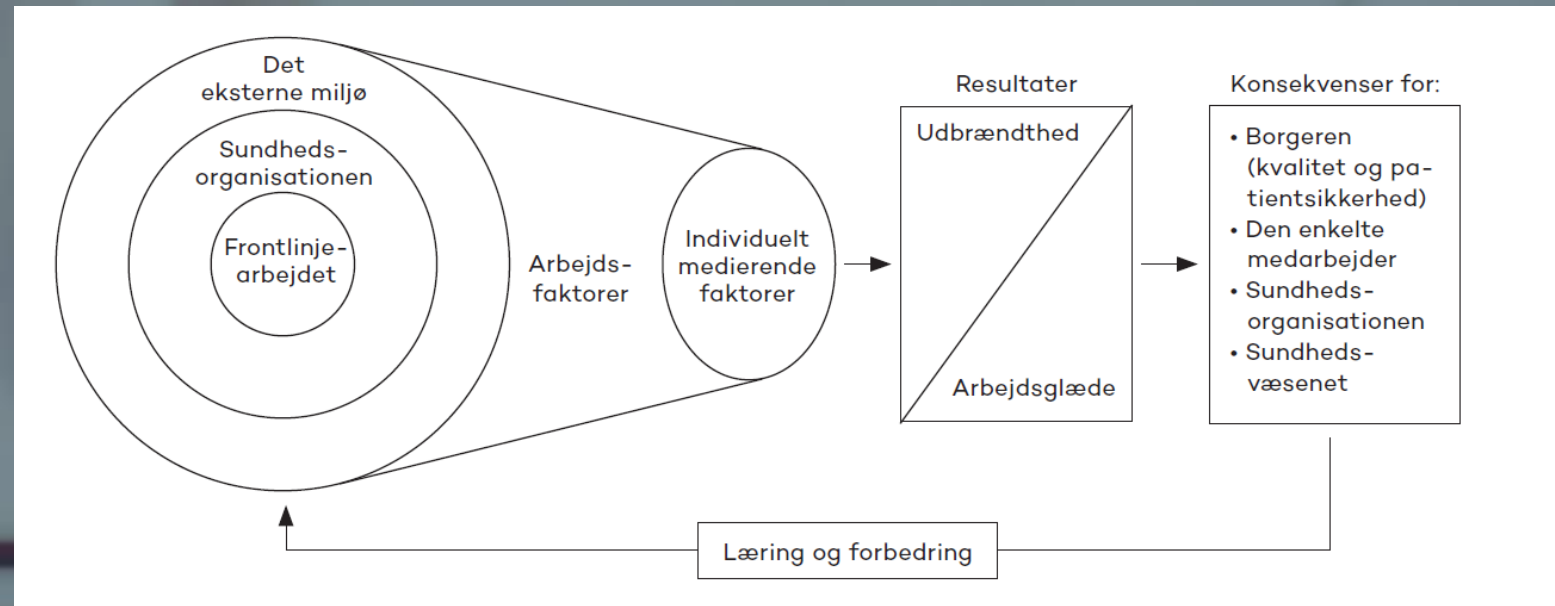 Det
eksterne miljø
Sundheds-
organisationen
Frontlinje-
arbejdet
Arbejds-
faktorer
Individuelt
medierende
faktorer
Resultater
Udbrændthed
Arbejdsglæde
Konsekvenser for:
• Borgeren
(kvalitet og pa-
tientsikkerhed)
• Den enkelte
medarbejder
• Sundheds-
organisationen
• Sundheds-
væsenet
Læring og forbedring